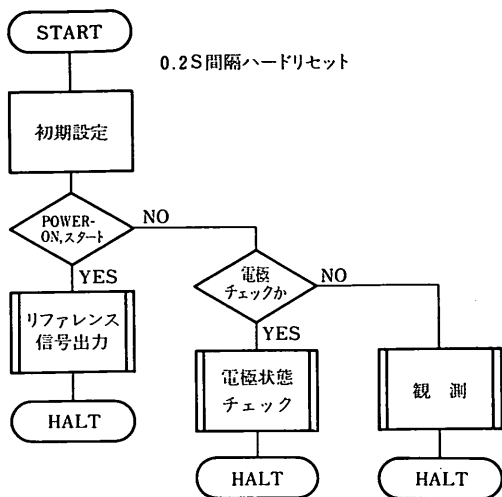 START
0.2S間隔ハードリセット
初期設定
POWER-
ON,スタート
NO
YES
リファレンス
信号出力
HALT
電極
チェックか
NO
YES
電極状態
チェック
HALT
観 測
HALT